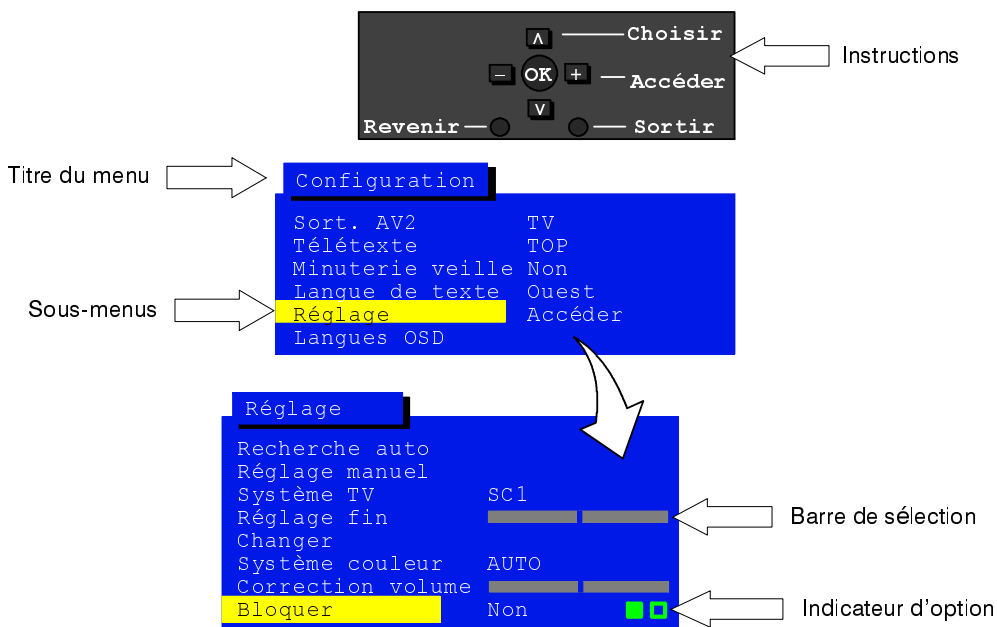 Choisir
Instructions
OK
Accéder
Revenir
Sortir
Titre du menu
Configuration
Sort. AV2 TV
Télétexte TOP
Minuterie veille Non
Langue de texte Ouest
Sous-menus
Réglage Accéder
Langues OSD
Réglage
Recherche auto
Réglage manuel
Système TV SC1
Réglage fin
Barre de sélection
Changer
Système couleur AUTO
Correction volume
Bloquer Non
Indicateur d'option